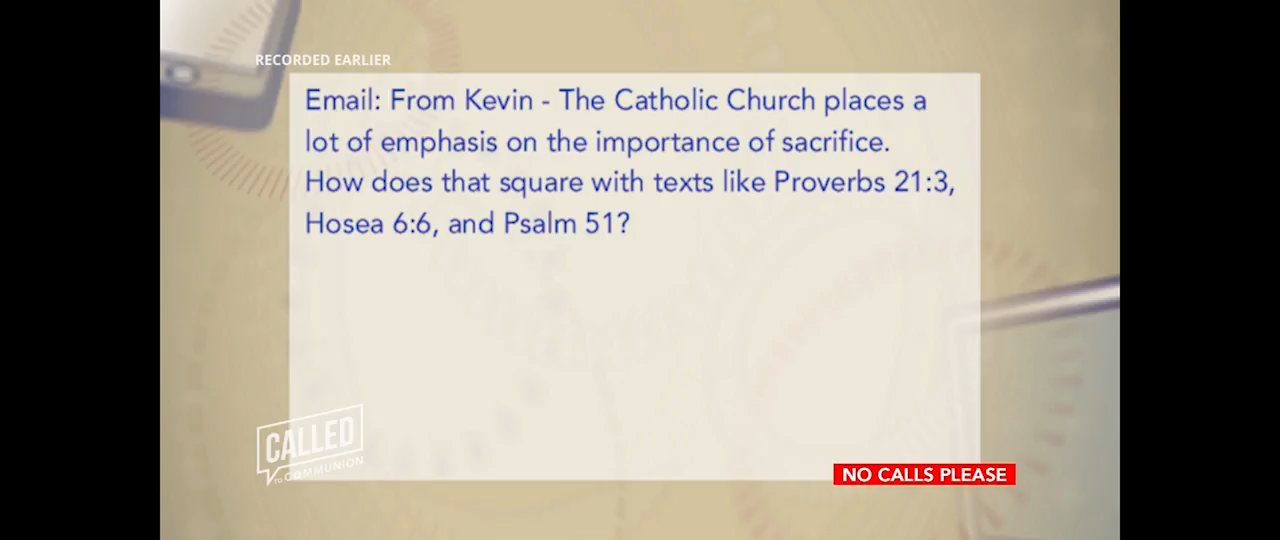 RECORDED EARLIER
Email: From Kevin - The Catholic Church places a
lot of emphasis on the importance of sacrifice.
How does that square with texts like Proverbs 21:3,
Hosea 6:6, and Psalm 51?
CALLED
TO COMMUNION
NO CALLS PLEASE